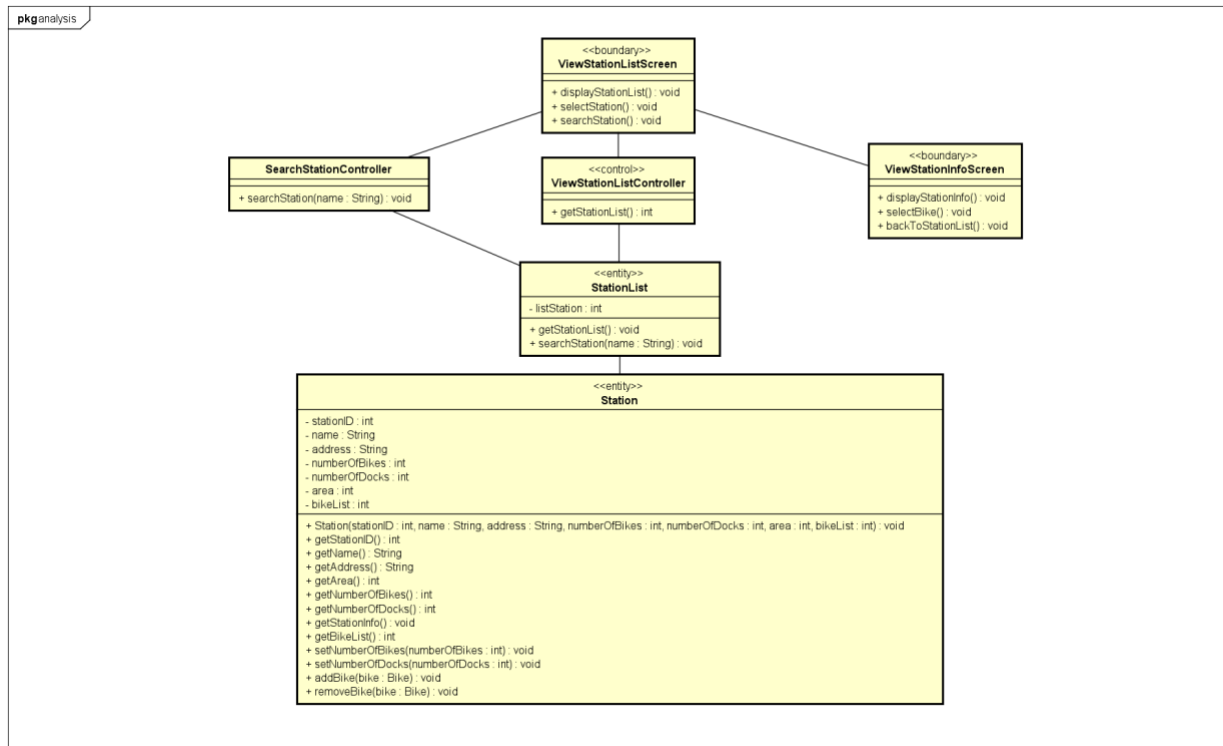 pkg analysis
<<boundary>>
ViewStationListScreen
+ displayStationList() : void
+ selectStation() : void
+ searchStation() : void
SearchStationController
+ searchStation(name : String) : void
<<control>>
ViewStationListController
+ getStationList() : int
<<boundary>>
ViewStationInfoScreen
+ displayStationInfo() : void
+ selectBike() : void
+ backToStationList() : void
<<entity>>
StationList
- listStation : int
+ getStationList() : void
+ searchStation(name : String) : void
<<entity>>
Station
- stationID : int
- name : String
- address : String
- numberOfBikes : int
- numberOfDocks : int
- area : int
- bikeList : int
+ Station(stationID : int, name : String, address : String, numberOfBikes : int, numberOfDocks : int, area : int, bikeList : int) : void
+ getStationID() : int
+ getName() : String
+ getAddress() : String
+ getArea() : int
+ getNumberOfBikes() : int
+ getNumberOfDocks() : int
+ getStationInfo() : void
+ getBikeList() : int
+ setNumberOfBikes(numberOfBikes : int) : void
+ setNumberOfDocks(numberOfDocks : int) : void
+ addBike(bike : Bike) : void
+ removeBike(bike : Bike) : void